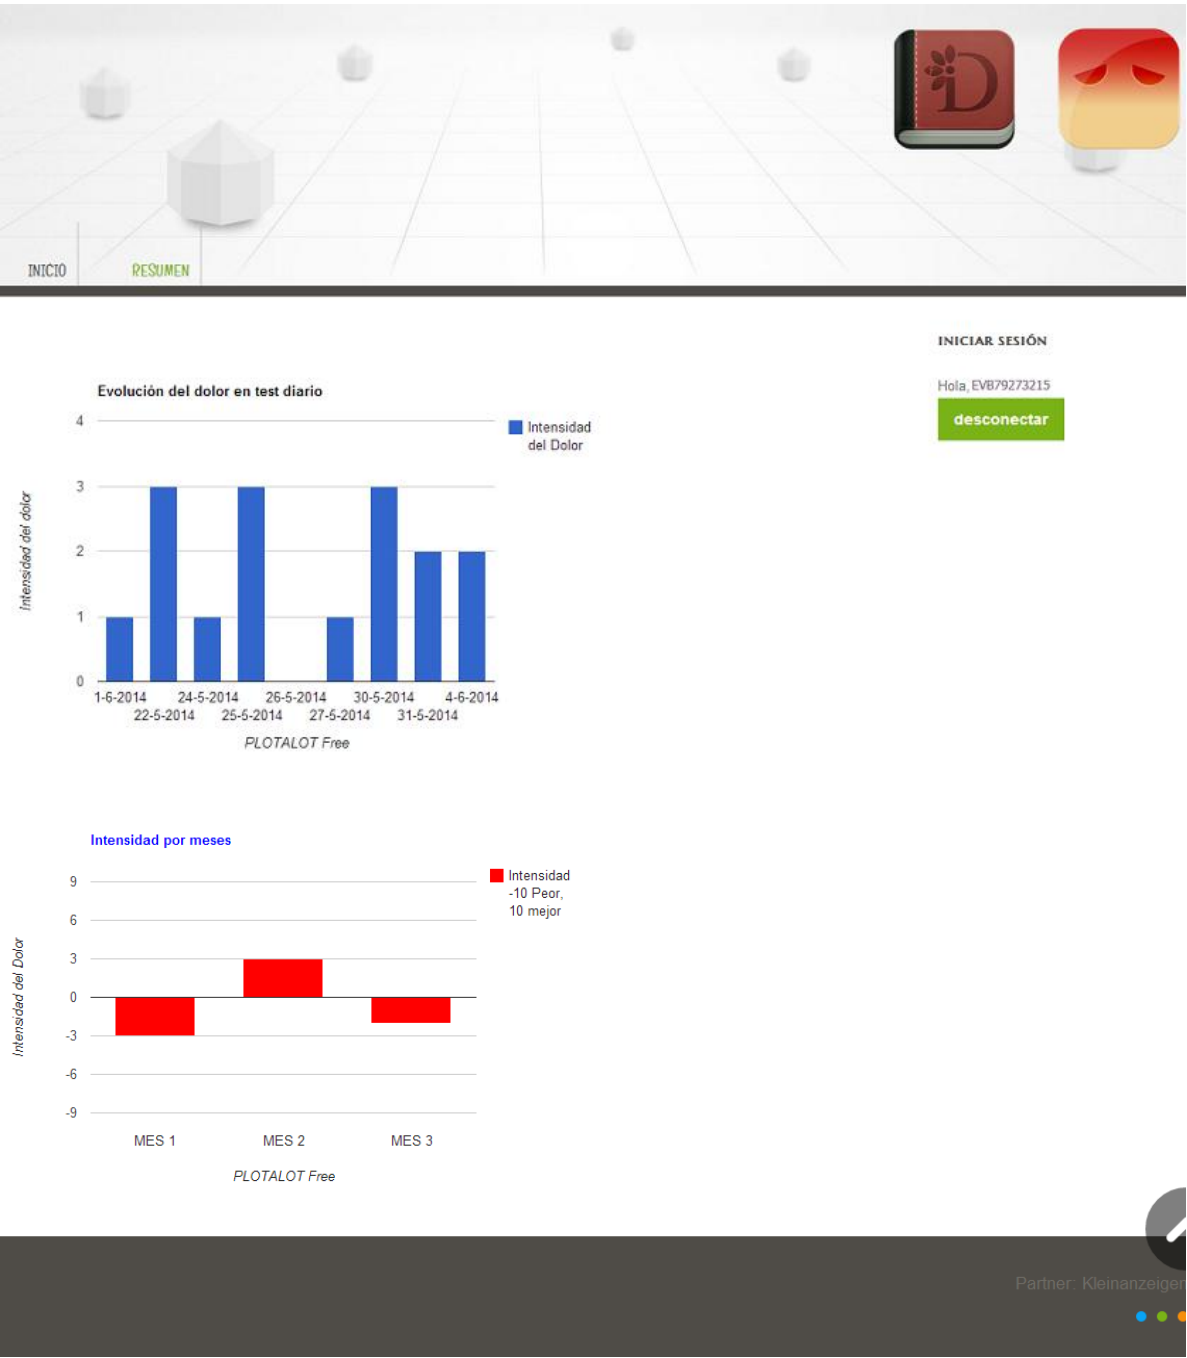 D
INICIO
RESUMEN
INICIAR SESIÓN
Hola, EVB79273215
desconectar
Evolución del dolor en test diario
Intensidad
del Dolor
Intensidad del dolor
4
3
2
1
0
1-6-2014 24-5-2014 26-5-2014 30-5-2014 4-6-2014
22-5-2014 25-5-2014 27-5-2014 31-5-2014
PLOTALOT Free
Intensidad por meses
Intensidad
-10 Peor,
10 mejor
Intensidad del Dolor
9
6
3
0
-3
-6
-9
MES 1 MES 2 MES 3
PLOTALOT Free
Partner: Kleinanzeigen